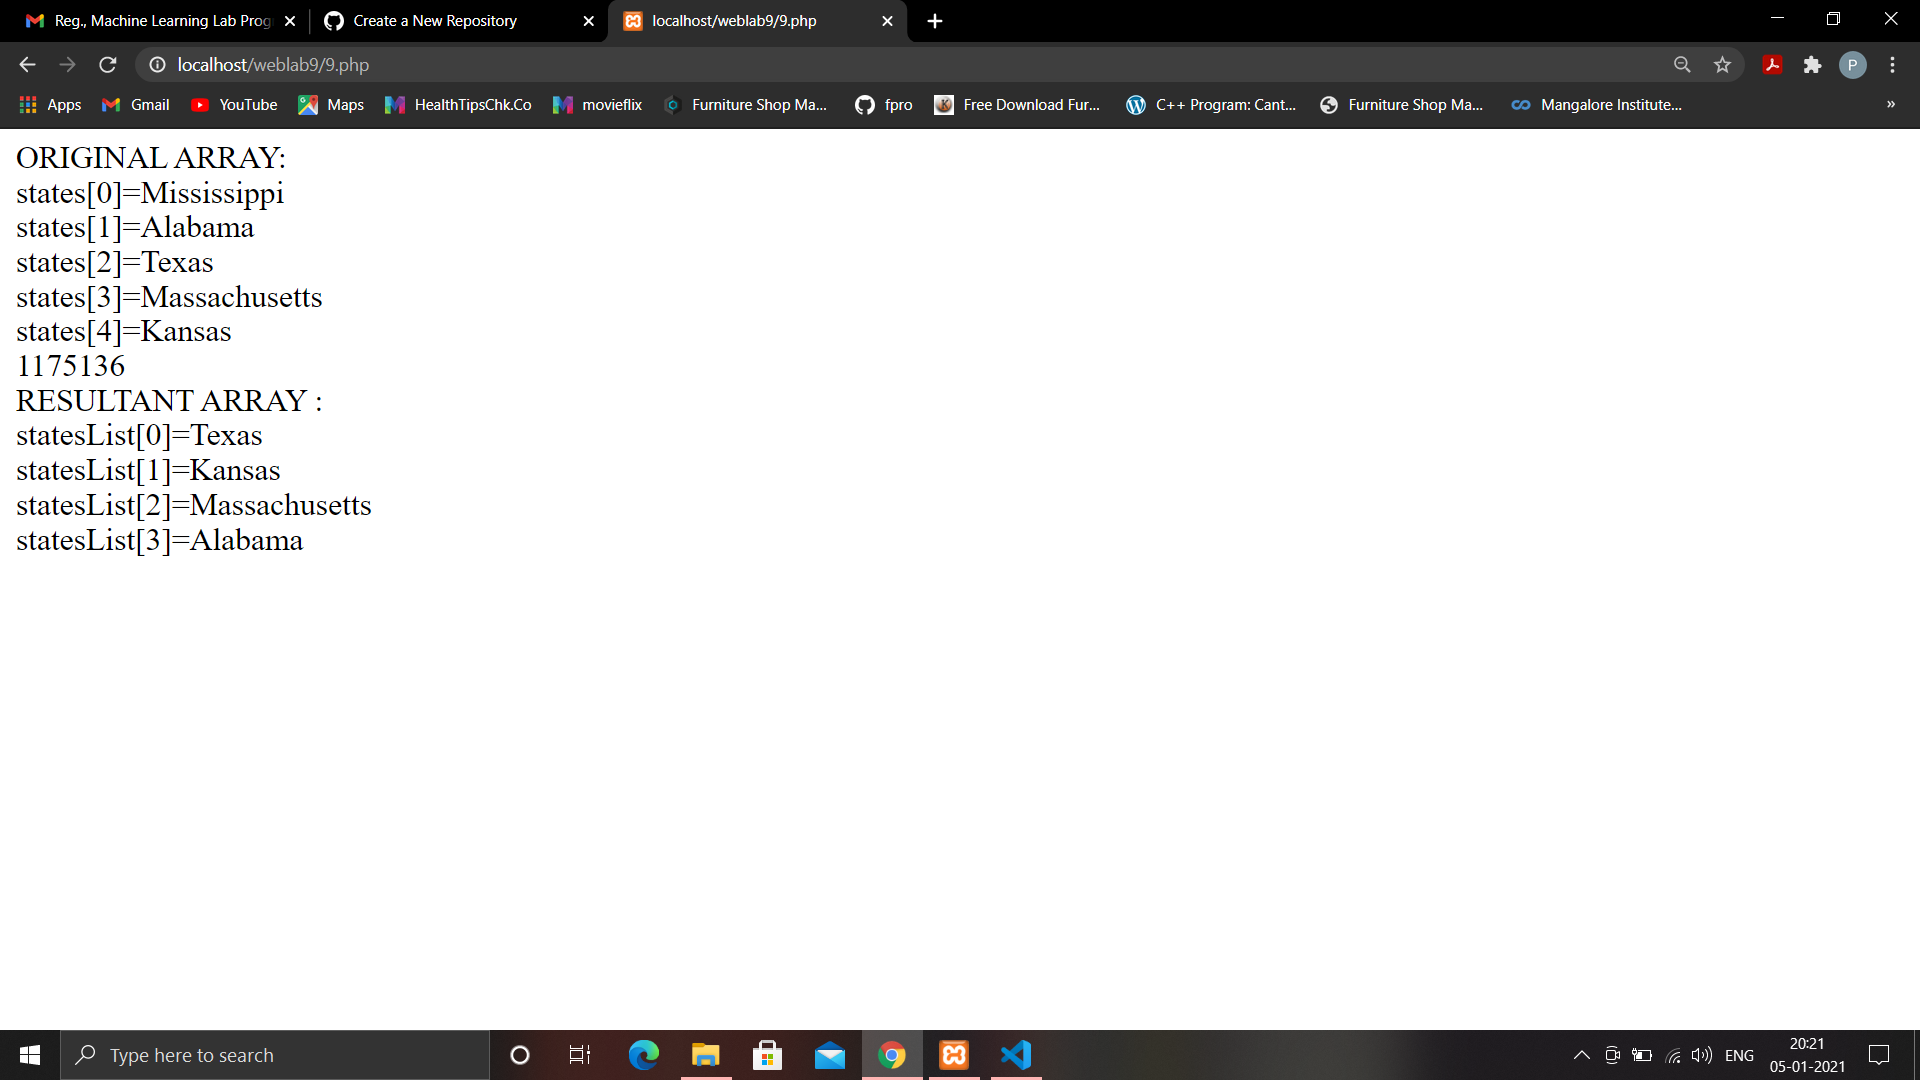 Reg., Machine Learning Lab Prog
Create a New Repository
localhost/weblab9/9.php
localhost/weblab9/9.php
P
Apps
Gmail
YouTube
Maps
HealthTipsChk.Co
movieflix
Furniture Shop Ma...
fpro
Free Download Fur...
C++ Program: Cant...
Furniture Shop Ma...
Mangalore Institute...
»
ORIGINAL ARRAY:
states[0]=Mississippi
states[1]=Alabama
states[2]=Texas
states[3]=Massachusetts
states[4]=Kansas
1175136
RESULTANT ARRAY :
statesList[0]=Texas
statesList[1]=Kansas
statesList[2]=Massachusetts
statesList[3]=Alabama
Type here to search
ENG
20:21
05-01-2021